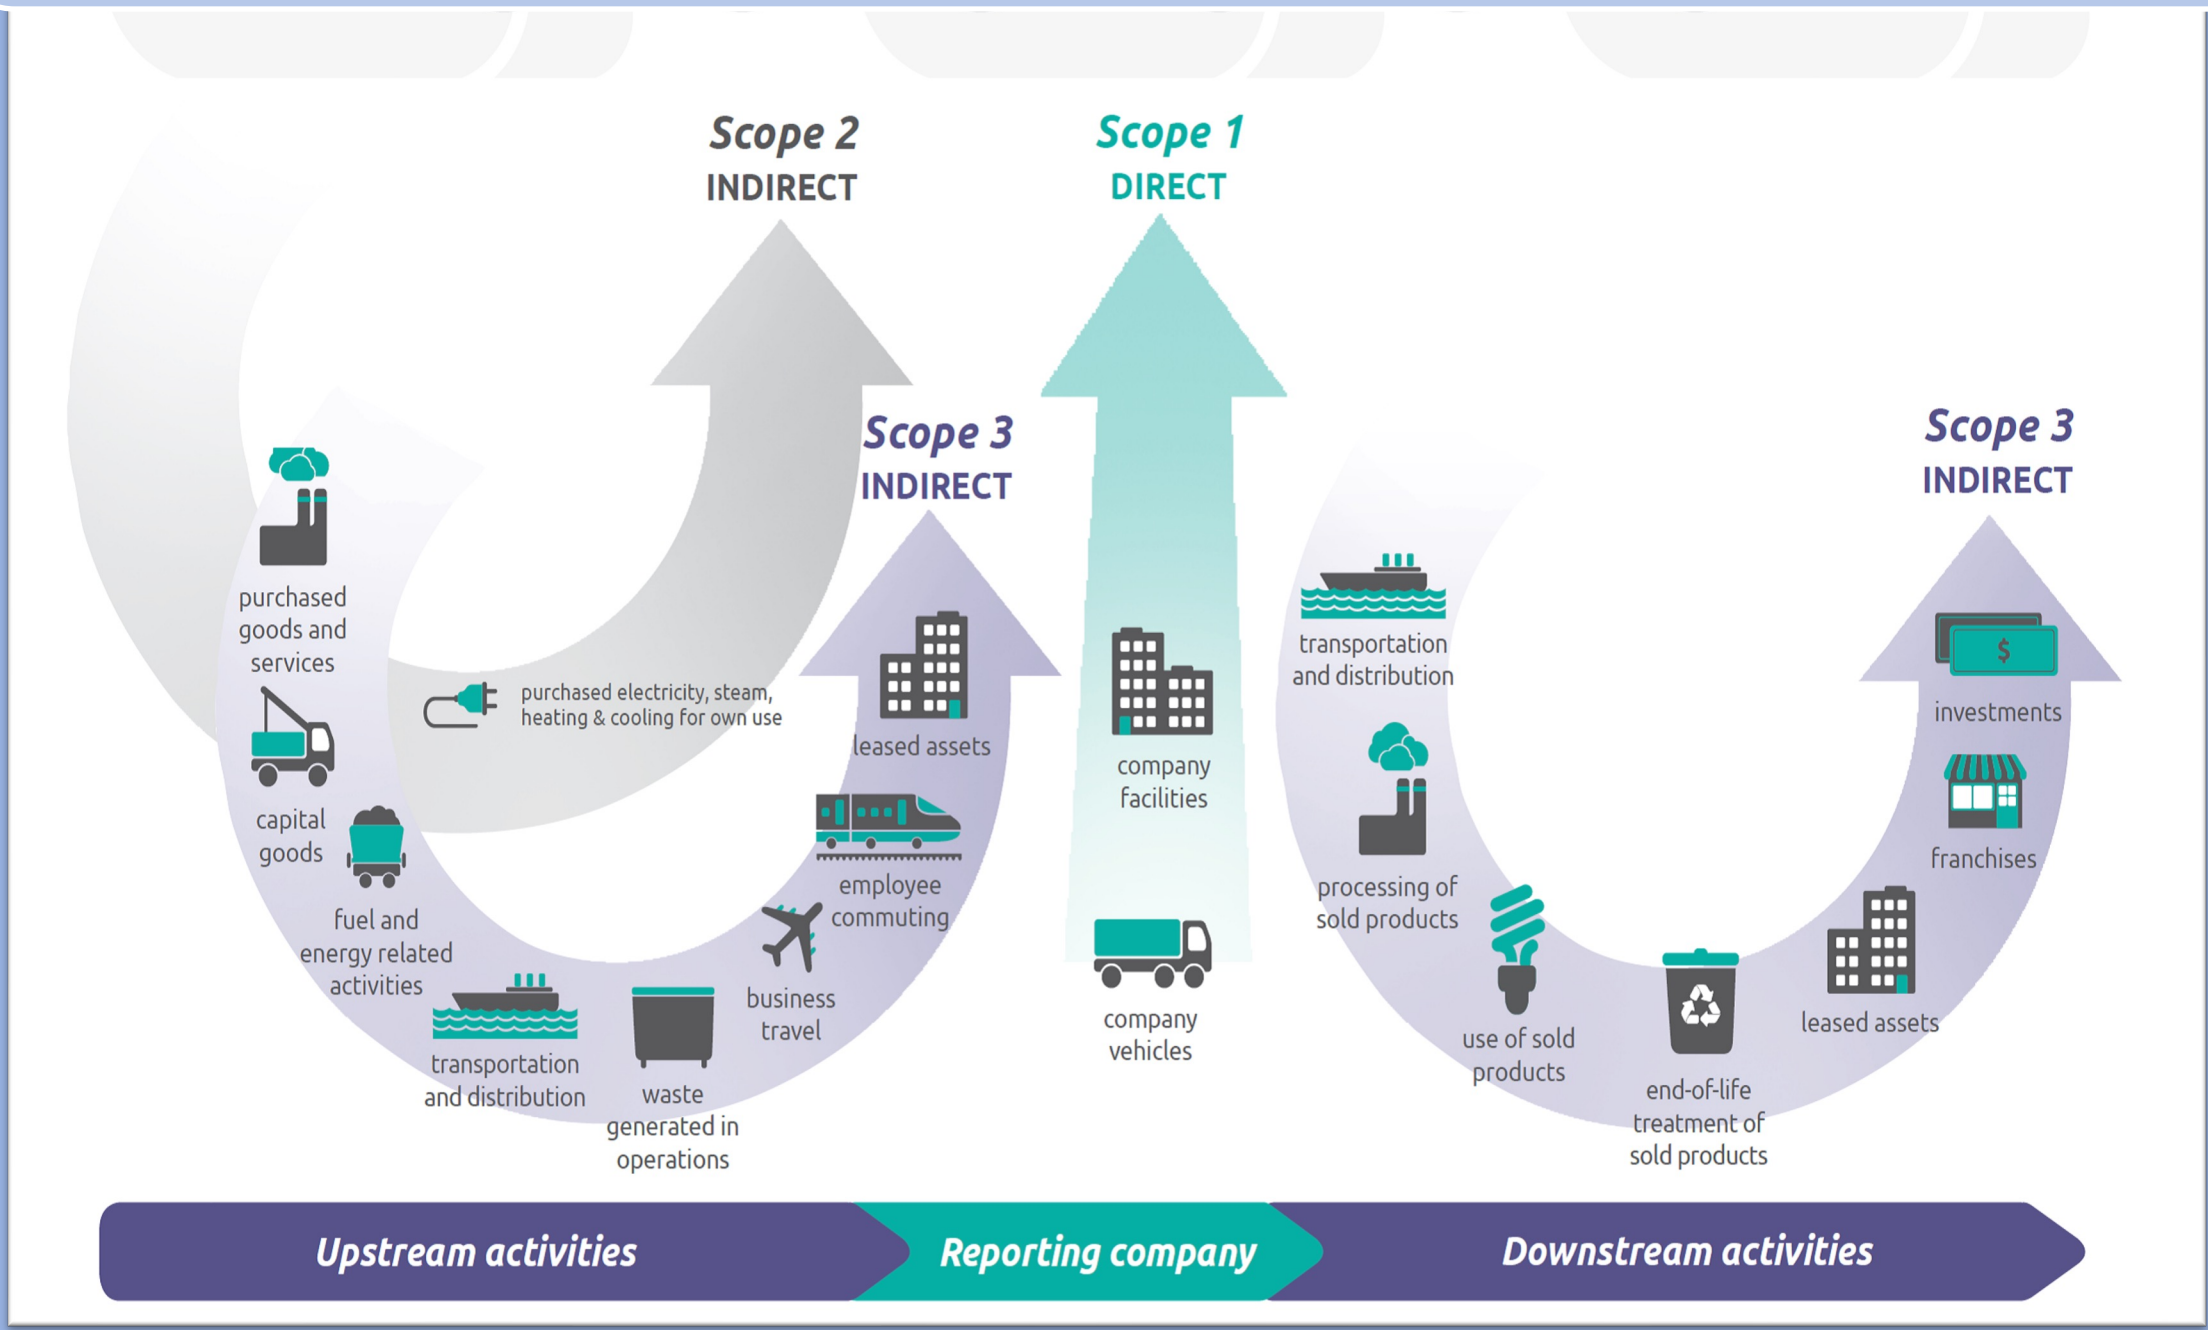 Scope 2
INDIRECT
Scope 1
DIRECT
Scope 3
INDIRECT
Scope 3
INDIRECT
purchased
goods and
services
capital
goods
fuel and
energy related
activities
purchased electricity, steam,
heating & cooling for own use
transportation
and distribution
waste
generated in
operations
business
travel
employee
commuting
leased assets
company
facilities
company
vehicles
transportation
and distribution
processing of
sold products
use of sold
products
end-of-life
treatment of
sold products
leased assets
franchises
$
investments
Upstream activities
Reporting company
Downstream activities